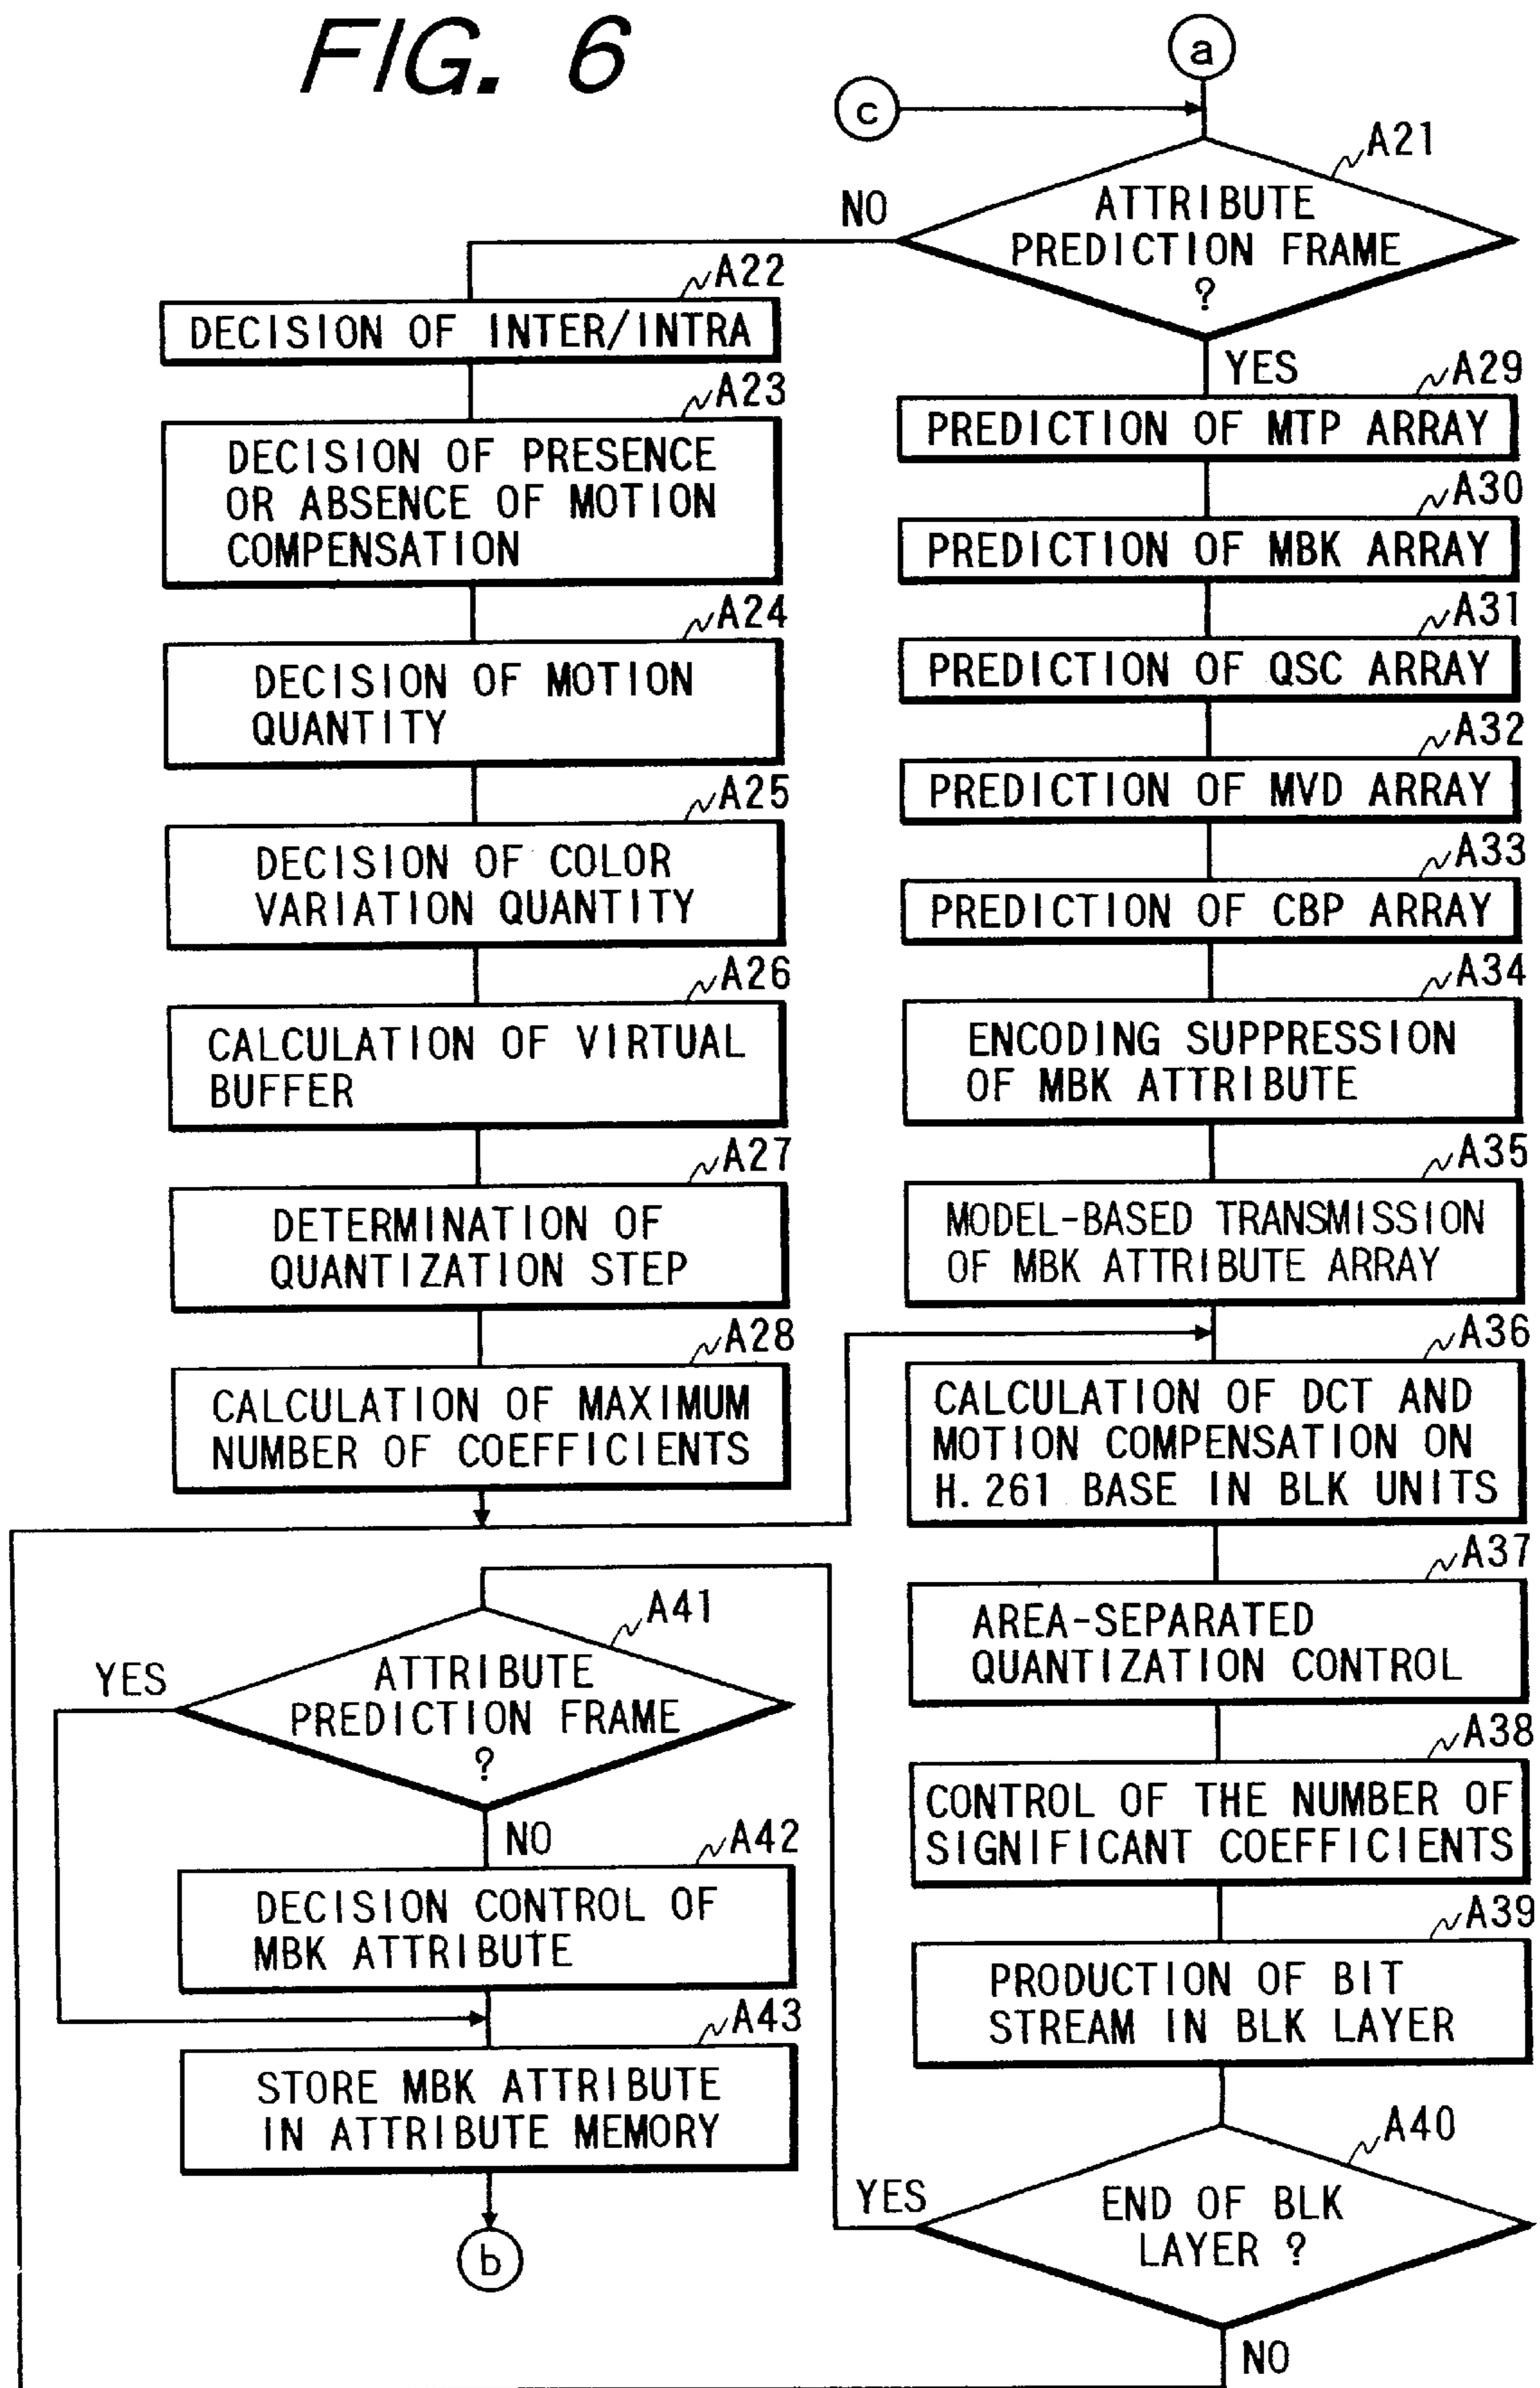 FIG. 6
a
c
A21
ATTRIBUTE
PREDICTION FRAME
?
NO
YES
A22
DECISION OF INTER/INTRA
A23
DECISION OF PRESENCE
OR ABSENCE OF MOTION
COMPENSATION
A24
DECISION OF MOTION
QUANTITY
A25
DECISION OF COLOR
VARIATION QUANTITY
A26
CALCULATION OF VIRTUAL
BUFFER
A27
DETERMINATION OF
QUANTIZATION STEP
A28
CALCULATION OF MAXIMUM
NUMBER OF COEFFICIENTS
A29
PREDICTION OF MTP ARRAY
A30
PREDICTION OF MBK ARRAY
A31
PREDICTION OF QSC ARRAY
A32
PREDICTION OF MVD ARRAY
A33
PREDICTION OF CBP ARRAY
A34
ENCODING SUPPRESSION
OF MBK ATTRIBUTE
A35
MODEL-BASED TRANSMISSION
OF MBK ATTRIBUTE ARRAY
A36
CALCULATION OF DCT AND
MOTION COMPENSATION ON
H.261 BASE IN BLK UNITS
A37
AREA-SEPARATED
QUANTIZATION CONTROL
A38
CONTROL OF THE NUMBER OF
SIGNIFICANT COEFFICIENTS
A39
PRODUCTION OF BIT
STREAM IN BLK LAYER
A40
END OF BLK
LAYER ?
YES
NO
A41
ATTRIBUTE
PREDICTION FRAME
?
YES
NO
A42
DECISION CONTROL OF
MBK ATTRIBUTE
A43
STORE MBK ATTRIBUTE
IN ATTRIBUTE MEMORY
b